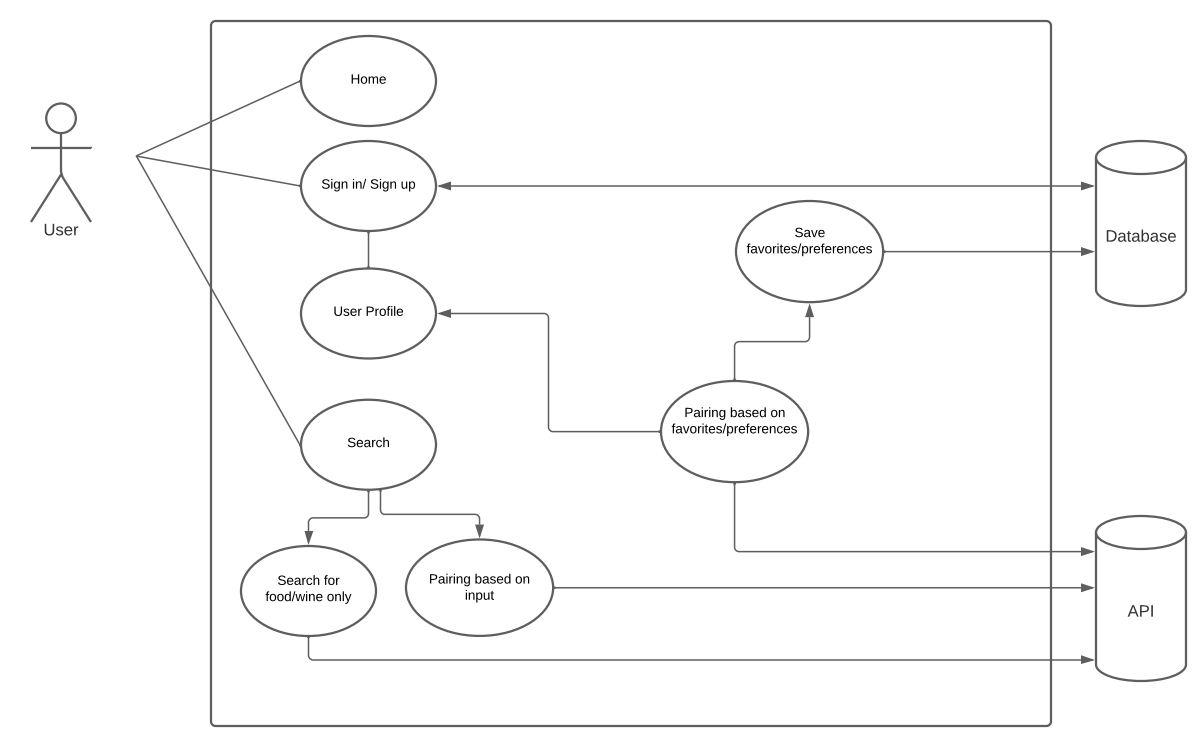 Home
User
Sign in/ Sign up
Save
favorites/preferences
Database
User Profile
Pairing based on
favorites/preferences
Search
Search for
food/wine only
Pairing based on
input
API